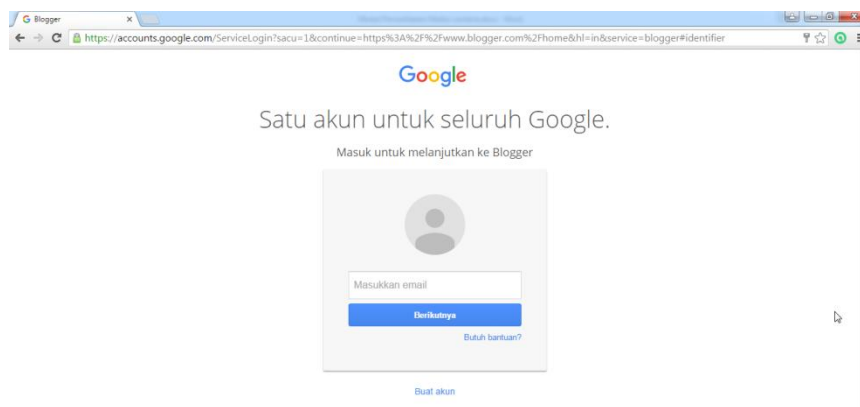 Blogger
https://accounts.google.com/ServiceLogin?sacu=1&continue=https%3A%2F%2Fwww.blogger.com%2Fhome&hl=in&service=blogger#identifier
Google
Satu akun untuk seluruh Google.
Masuk untuk melanjutkan ke Blogger
Masukkan email
Berikutnya
Butuh bantuan?
Buat akun